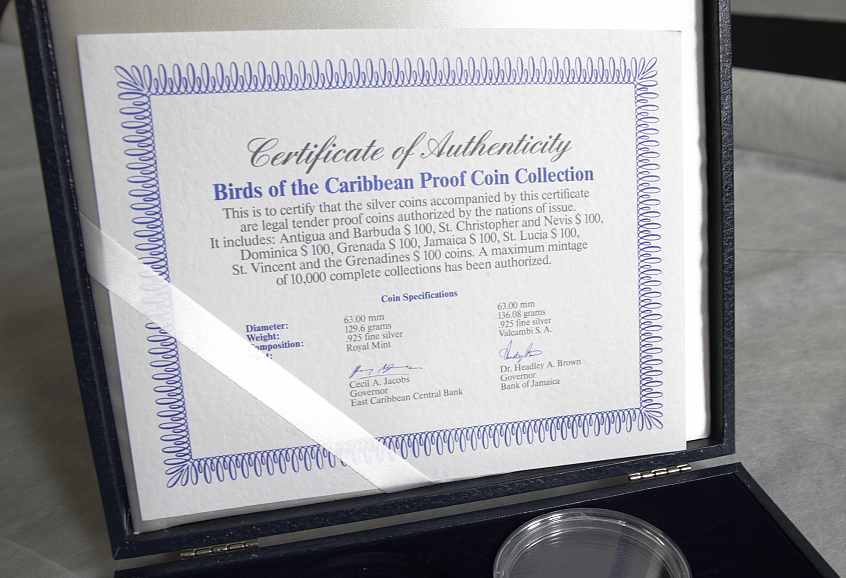 Certificate of Authenticity
Birds of the Caribbean Proof Coin Collection
This is to certify that the silver coins accompanied by this certificate
are legal tender proof coins authorized by the nations of issue.
It includes: Antigua and Barbuda $ 100, St. Christopher and Nevis $ 100,
Dominica $ 100, Grenada $ 100, Jamaica $ 100, St. Lucia $ 100,
St. Vincent and the Grenadines $ 100 coins. A maximum mintage
of 10,000 complete collections has been authorized.
Coin Specifications
Diameter: 63.00 mm 63.00 mm
Weight: 129.6 grams 136.08 grams
omposition: .925 fine silver .925 fine silver
Royal Mint Valcambi S. A.
Cecil A. Jacobs Dr. Headley A. Brown
Governor Governor
East Caribbean Central Bank Bank of Jamaica